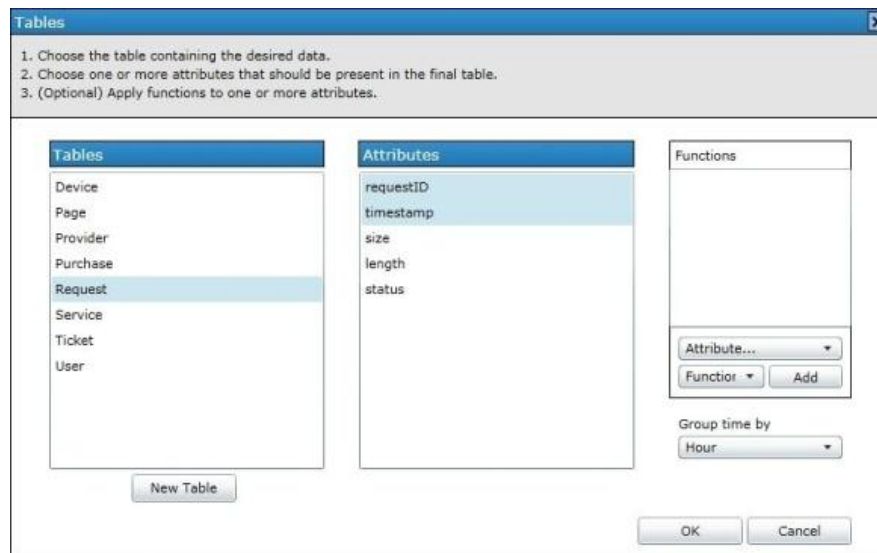 Tables
1. Choose the table containing the desired data.
2. Choose one or more attributes that should be present in the final table.
3. (Optional) Apply functions to one or more attributes.
Tables
Device
Page
Provider
Purchase
Request
Service
Ticket
User
New Table
Attributes
requestID
timestamp
size
length
status
Functions
Attribute...
Function
Add
Group time by
Hour
OK
Cancel